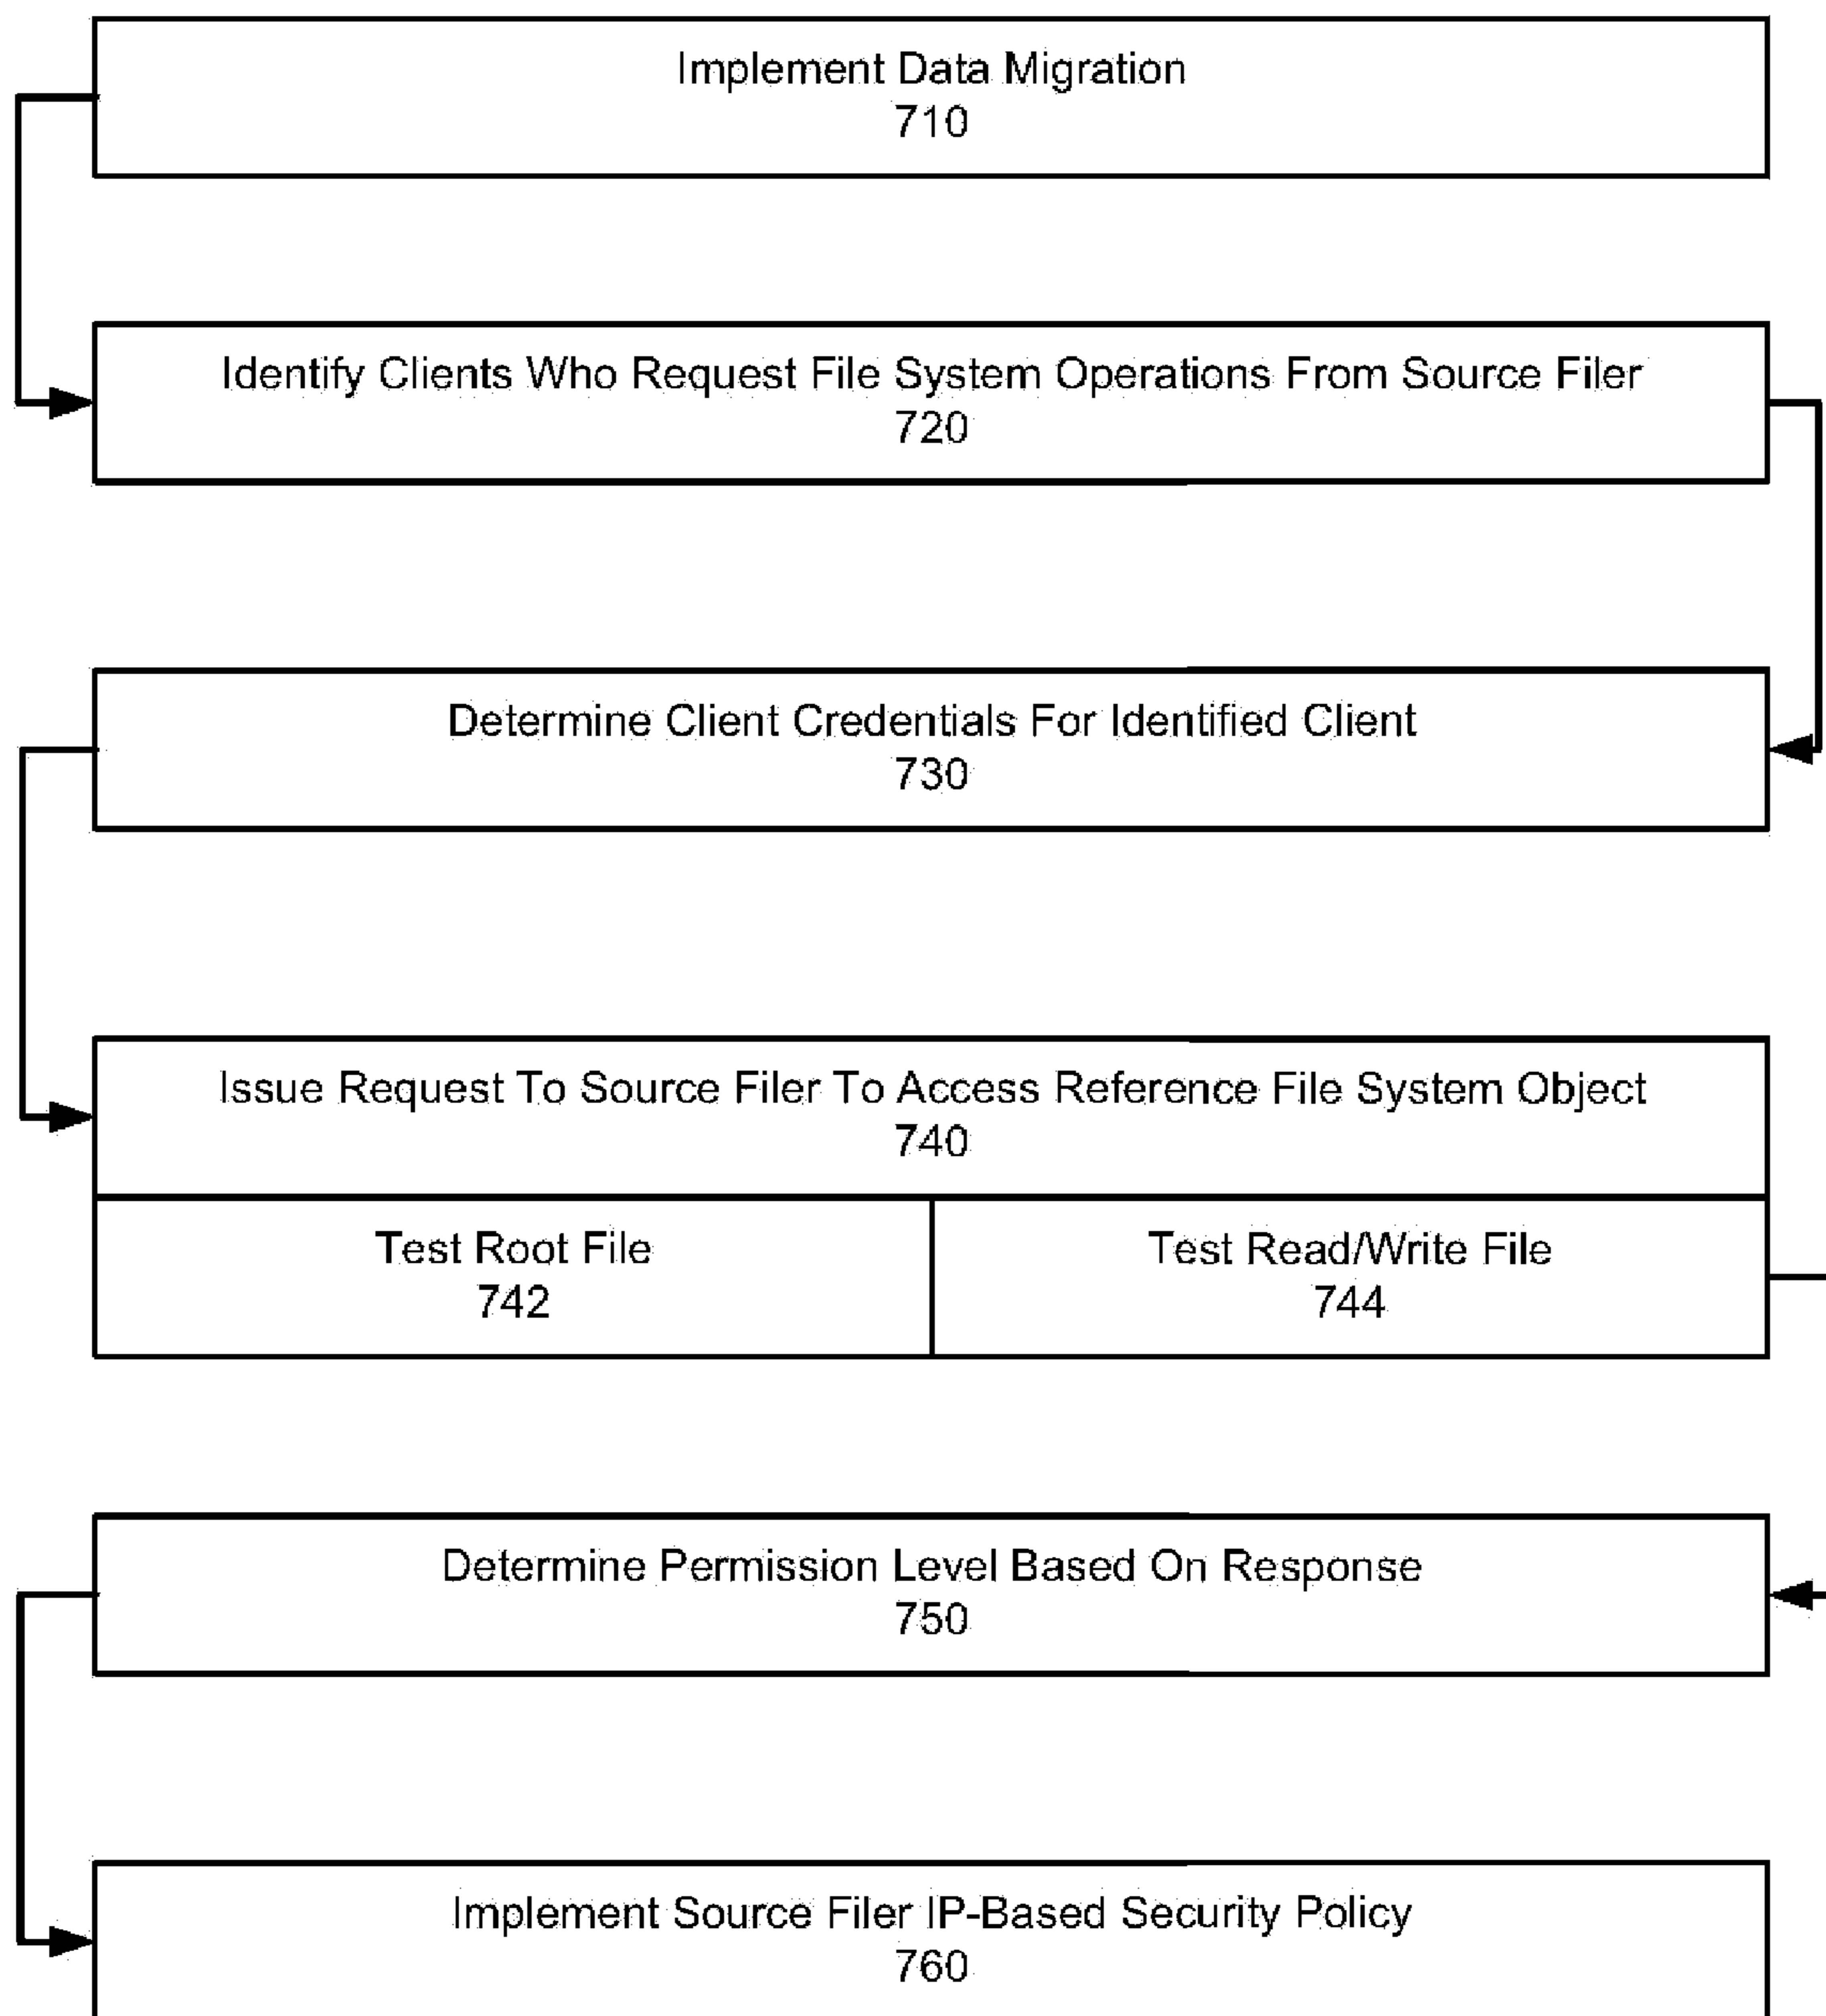 Implement Data Migration
710
Identify Clients Who Request File System Operations From Source Filer
720
Determine Client Credentials For Identified Client
730
Issue Request To Source Filer To Access Reference File System Object
740
Test Root File
742
Test Read/Write File
744
Determine Permission Level Based On Response
750
Implement Source Filer IP-Based Security Policy
760